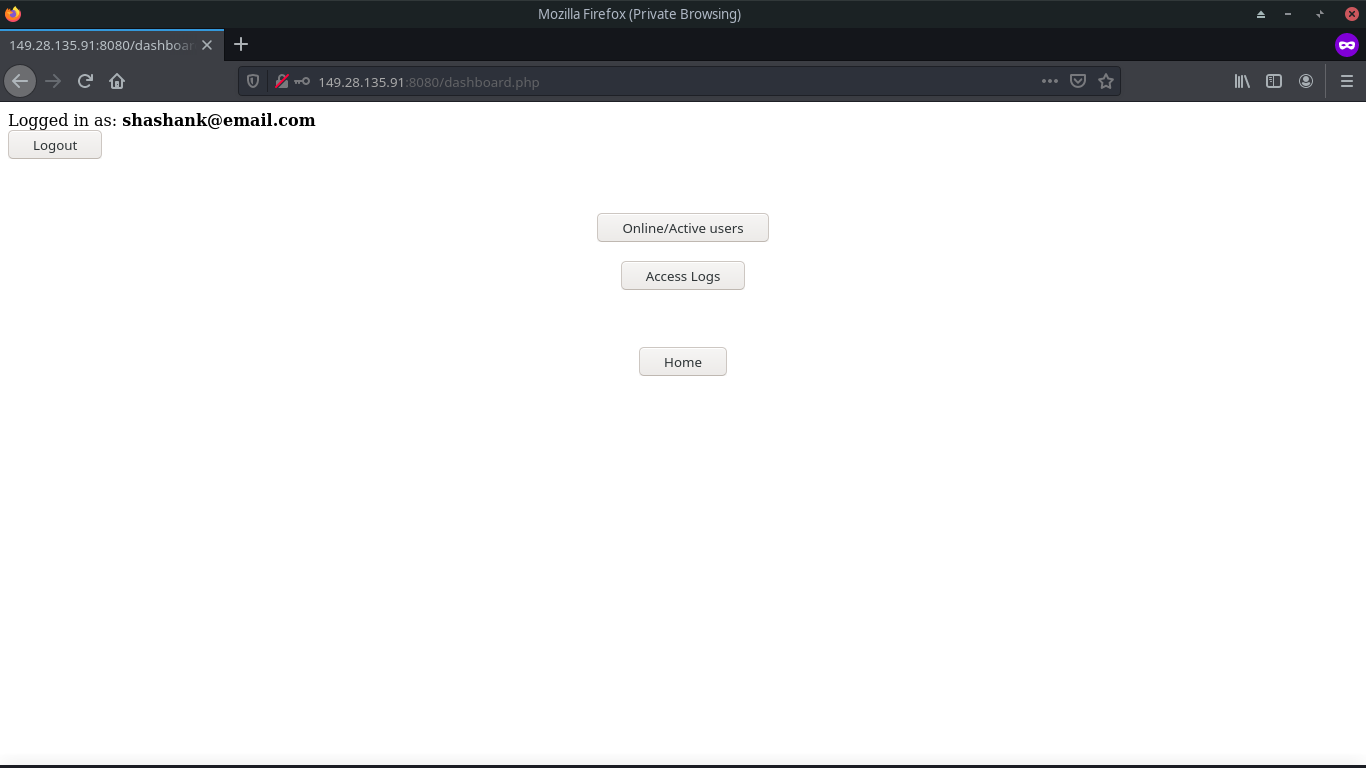 Mozilla Firefox (Private Browsing)
149.28.135.91:8080/dashboar
149.28.135.91:8080/dashboard.php
Logged in as: shashank@email.com
Logout
Online/Active users
Access Logs
Home